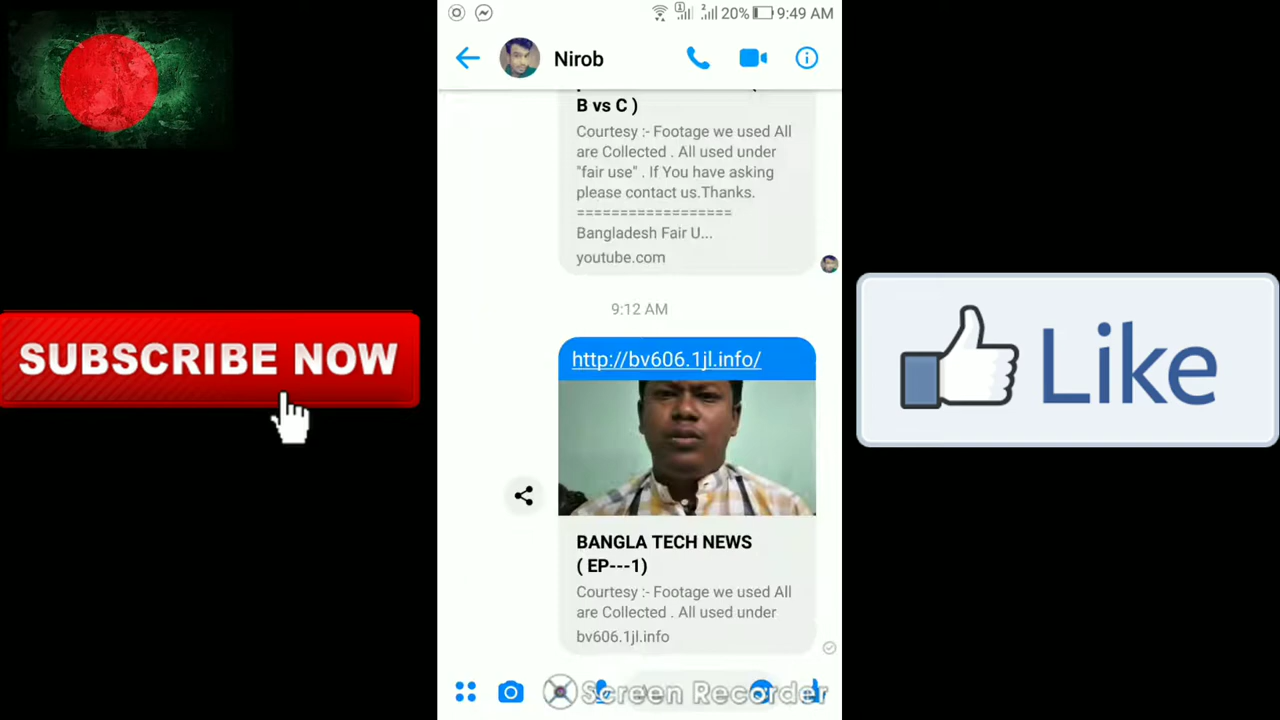 20% 9:49 AM
Nirob
B vs C )
Courtesy :- Footage we used All
are Collected . All used under
"fair use" . If You have asking
please contact us.Thanks.
==================
Bangladesh Fair U...
youtube.com
9:12 AM
SUBSCRIBE NOW
http://bv606.1jl.info/
Like
BANGLA TECH NEWS
( EP---1)
Courtesy :- Footage we used All
are Collected . All used under
bv606.1jl.info
Screen Recorder